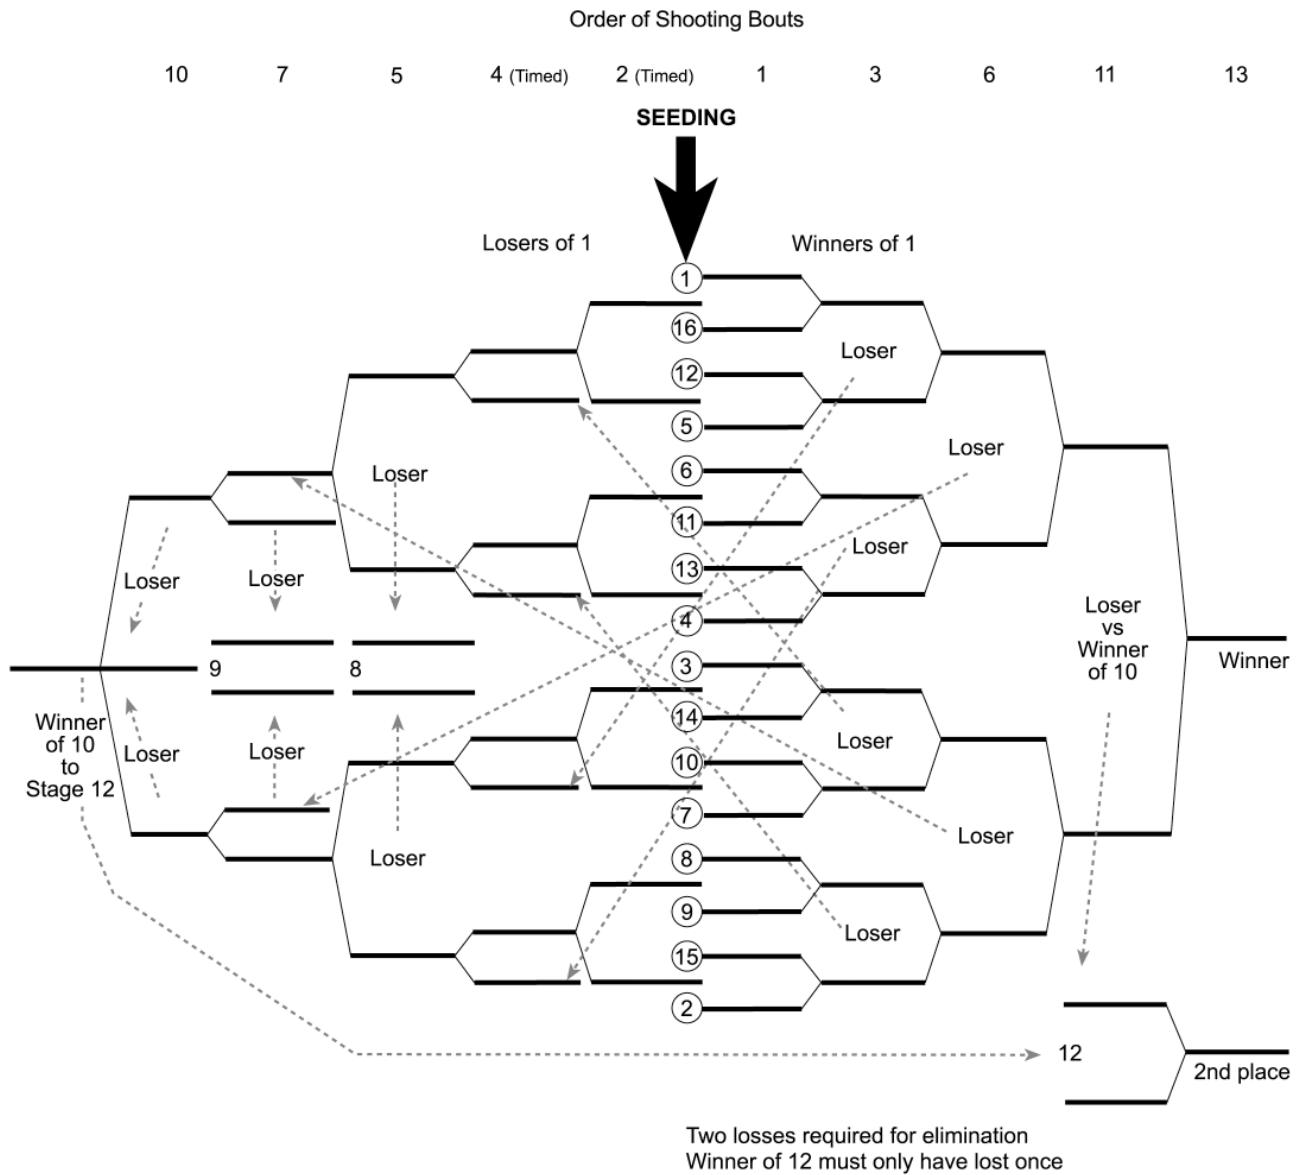 Order of Shooting Bouts
10 7 5 4 (Timed) 2 (Timed) 1 3 6 11 13
SEEDING
Losers of 1 Winners of 1
1
16
Loser
12
5
Loser
Loser
6
11
Loser
13
Loser
Loser
4
Loser
vs
Winner
of 10
3
9
8
Winner
Winner
of 10
to
Stage 12
14
Loser
Loser
Loser
10
7
Loser
Loser
8
9
Loser
15
2
12
2nd place
Two losses required for elimination
Winner of 12 must only have lost once